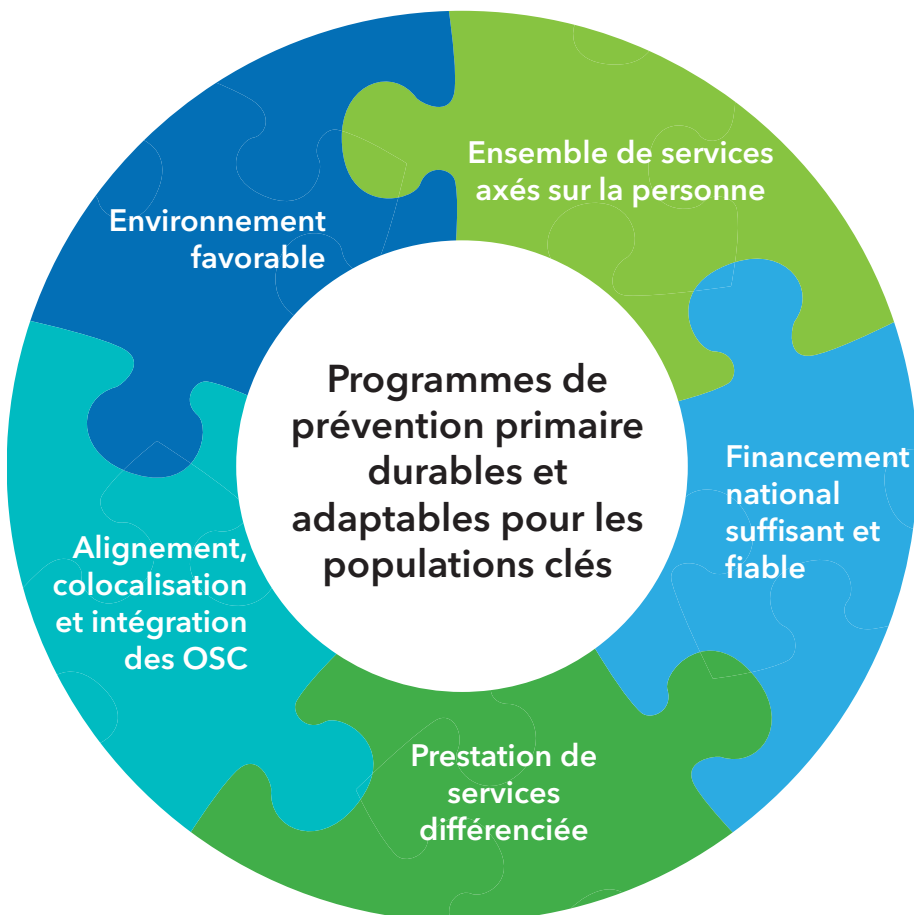 Ensemble de services
axés sur la personne
Environnement
favorable
Programmes de
prévention primaire
durables et
adaptables pour les
populations clés
Financement
national
suffisant et
fiable
Alignement,
colocalisation
et intégration
des OSC
Prestation de
services
différenciée